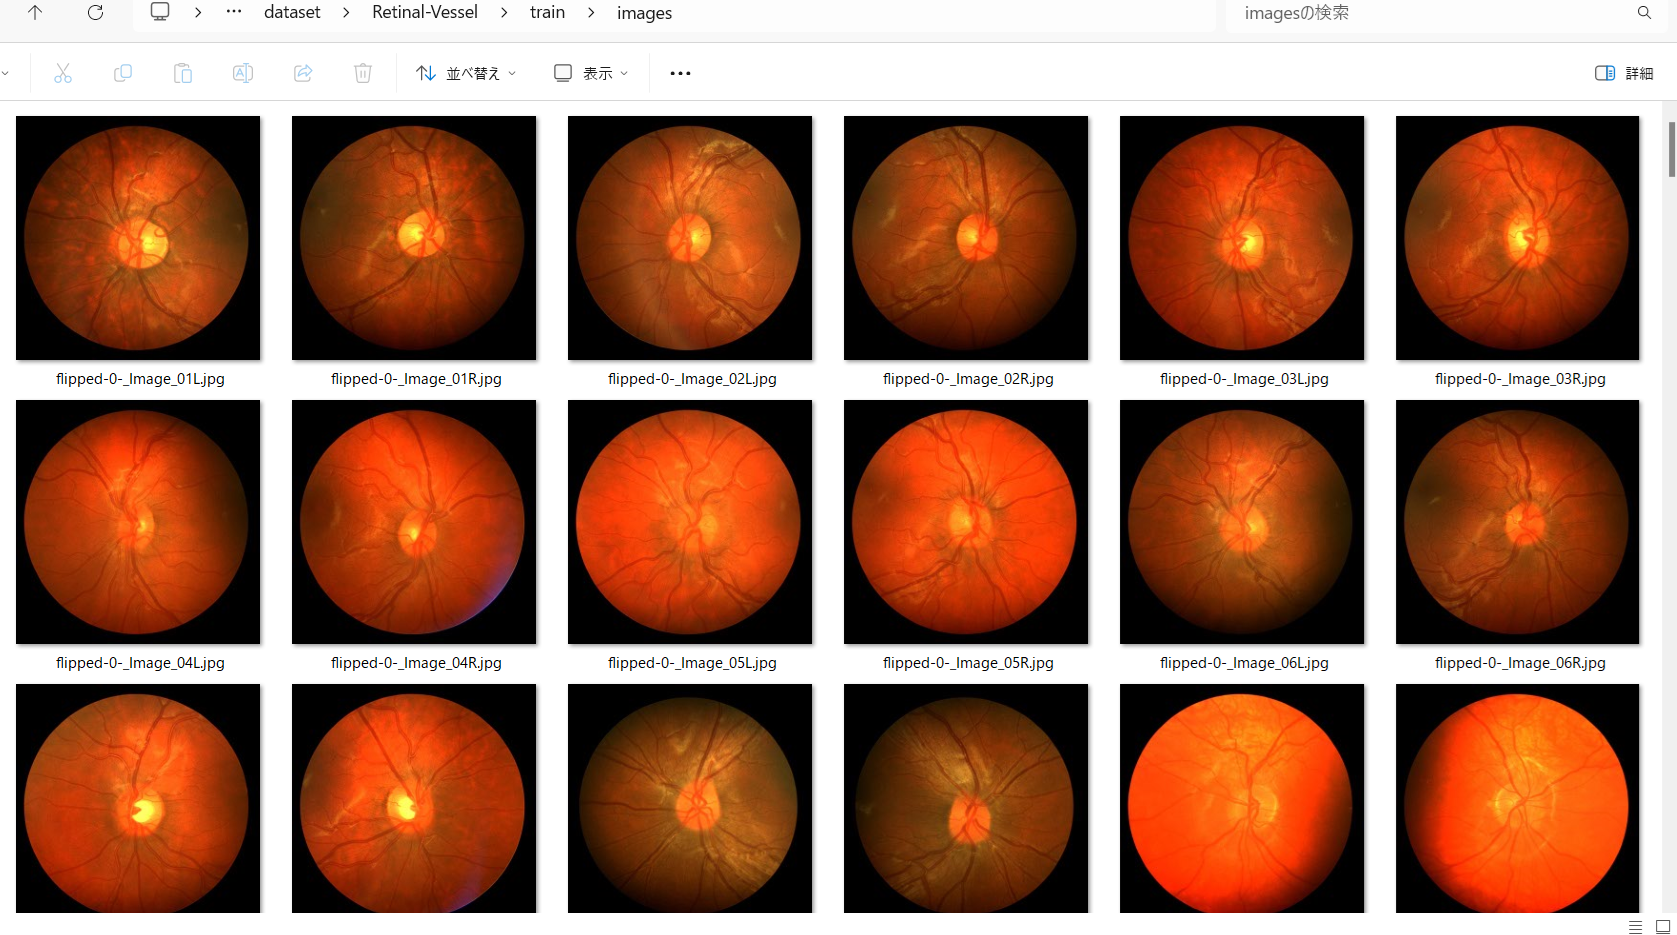 … > dataset > Retinal-Vessel > train > images
imagesの検索
並べ替え
表示
詳細
flipped-0-_Image_01L.jpg
flipped-0-_Image_01R.jpg
flipped-0-_Image_02L.jpg
flipped-0-_Image_02R.jpg
flipped-0-_Image_03L.jpg
flipped-0-_Image_03R.jpg
flipped-0-_Image_04L.jpg
flipped-0-_Image_04R.jpg
flipped-0-_Image_05L.jpg
flipped-0-_Image_05R.jpg
flipped-0-_Image_06L.jpg
flipped-0-_Image_06R.jpg